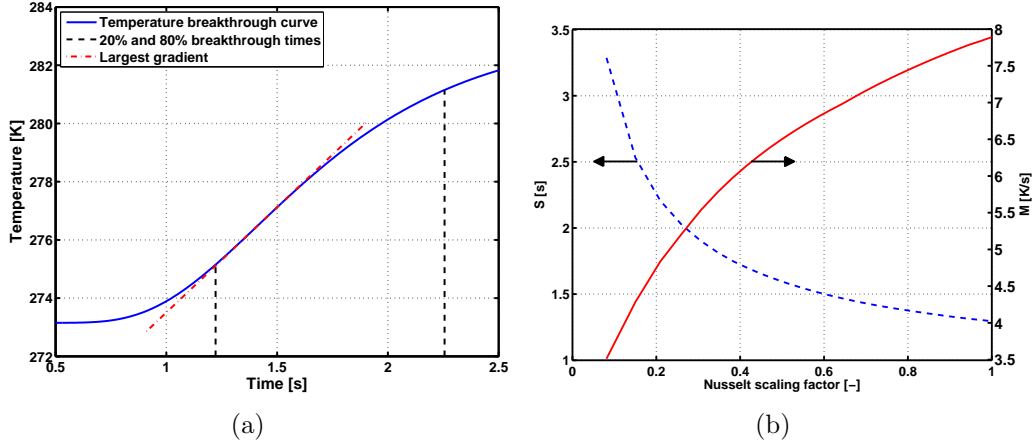 284
282
280
278
276
274
272
Temperature [K]
Temperature breakthrough curve
20% and 80% breakthrough times
Largest gradient
0.5 1 1.5 2 2.5
Time [s]
(a)
3.5
3
2.5
2
1.5
1
S [s]
8
7.5
7
6.5
6
5.5
5
4.5
4
3.5
M [K/s]
0 0.2 0.4 0.6 0.8 1
Nusselt scaling factor [–]
(b)